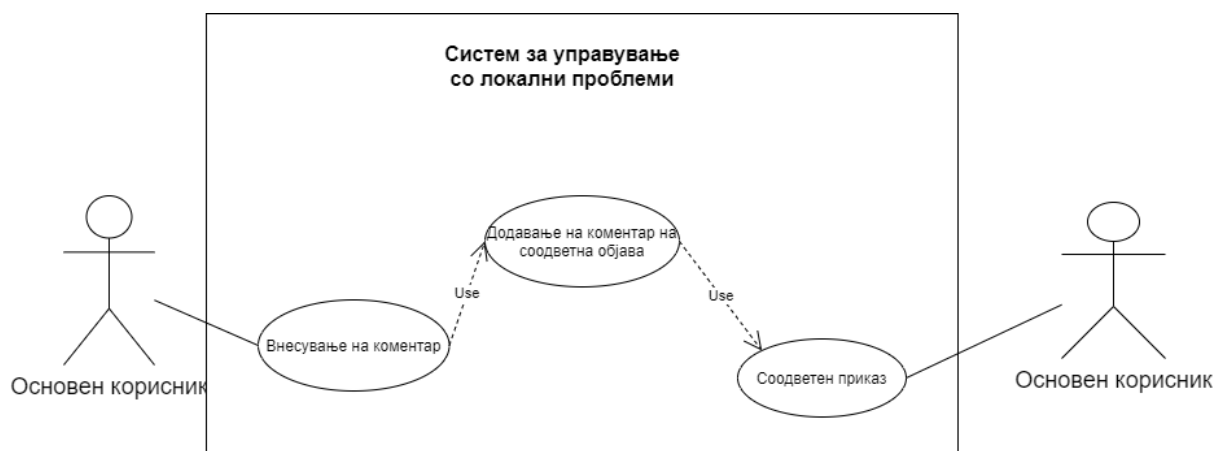 Систем за управување
со локални проблеми
Додавање на коментар на
соодветна објава
Use
Use
Внесување на коментар
Соодветен приказ
Основен корисник
Основен корисник